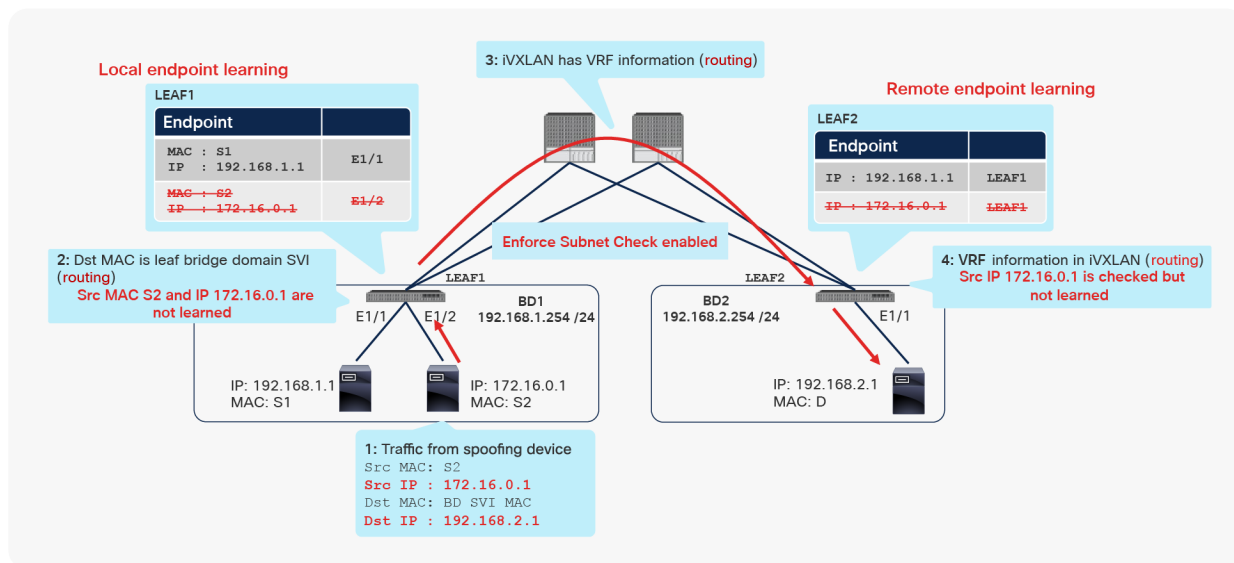 3: iVXLAN has VRF information (routing)
Local endpoint learning
LEAF1
Endpoint
MAC : S1
IP : 192.168.1.1
E1/1
MAC : S2
IP : 172.16.0.1
E1/2
Remote endpoint learning
LEAF2
Endpoint
IP : 192.168.1.1
LEAF1
IP : 172.16.0.1
LEAF1
Enforce Subnet Check enabled
2: Dst MAC is leaf bridge domain SVI
(routing)
Src MAC S2 and IP 172.16.0.1 are
not learned
4: VRF information in iVXLAN (routing)
Src IP 172.16.0.1 is checked but
not learned
LEAF1
E1/1
E1/2
BD1
192.168.1.254 /24
IP: 192.168.1.1
MAC: S1
IP: 172.16.0.1
MAC: S2
LEAF2
BD2
192.168.2.254 /24
E1/1
IP: 192.168.2.1
MAC: D
1: Traffic from spoofing device
Src MAC: S2
Src IP : 172.16.0.1
Dst MAC: BD SVI MAC
Dst IP : 192.168.2.1